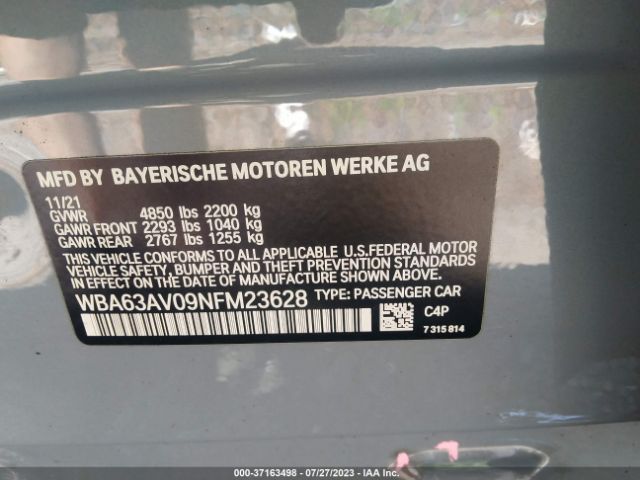 MFD BY BAYERISCHE MOTOREN WERKE AG
11/21
GVWR 4850 lbs 2200 kg
GAWR FRONT 2293 lbs 1040 kg
GAWR REAR 2767 lbs 1255 kg
THIS VEHICLE CONFORMS TO ALL APPLICABLE U.S.FEDERAL MOTOR
VEHICLE SAFETY, BUMPER AND THEFT PREVENTION STANDARDS
IN EFFECT ON THE DATE OF MANUFACTURE SHOWN ABOVE.
WBA63AV09NFM23628 TYPE: PASSENGER CAR
C4P
7 315 814
000-37163498 - 07/27/2023 - IAA Inc.